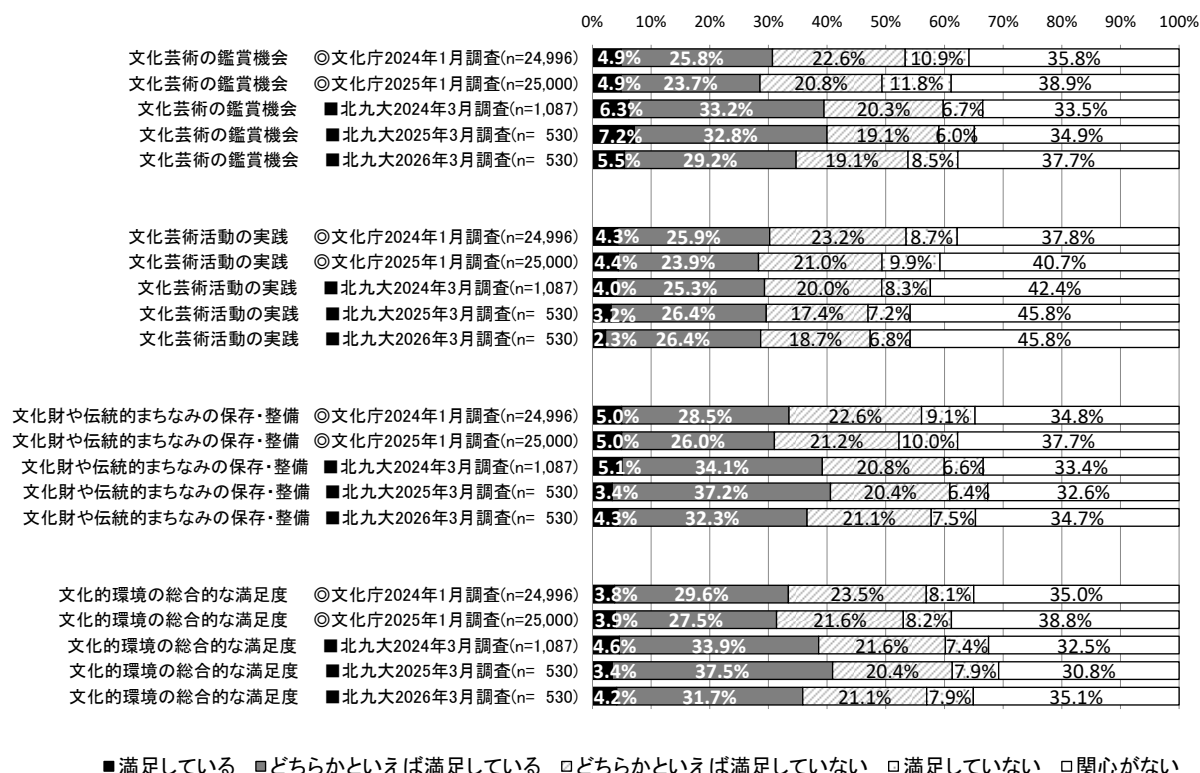 0% 10% 20% 30% 40% 50% 60% 70% 80% 90% 100%
文化芸術の鑑賞機会 ◎文化庁2024年1月調査(n=24,996) 4.9% 25.8% 22.6% 10.9% 35.8%
文化芸術の鑑賞機会 ◎文化庁2025年1月調査(n=25,000) 4.9% 23.7% 20.8% 11.8% 38.9%
文化芸術の鑑賞機会 ■北九大2024年3月調査(n=1,087) 6.3% 33.2% 20.3% 6.7% 33.5%
文化芸術の鑑賞機会 ■北九大2025年3月調査(n= 530) 7.2% 32.8% 19.1% 6.0% 34.9%
文化芸術の鑑賞機会 ■北九大2026年3月調査(n= 530) 5.5% 29.2% 19.1% 8.5% 37.7%
文化芸術活動の実践 ◎文化庁2024年1月調査(n=24,996) 4.3% 25.9% 23.2% 8.7% 37.8%
文化芸術活動の実践 ◎文化庁2025年1月調査(n=25,000) 4.4% 23.9% 21.0% 9.9% 40.7%
文化芸術活動の実践 ■北九大2024年3月調査(n=1,087) 4.0% 25.3% 20.0% 8.3% 42.4%
文化芸術活動の実践 ■北九大2025年3月調査(n= 530) 3.2% 26.4% 17.4% 7.2% 45.8%
文化芸術活動の実践 ■北九大2026年3月調査(n= 530) 2.3% 26.4% 18.7% 6.8% 45.8%
文化財や伝統的まちなみの保存・整備 ◎文化庁2024年1月調査(n=24,996) 5.0% 28.5% 22.6% 9.1% 34.8%
文化財や伝統的まちなみの保存・整備 ◎文化庁2025年1月調査(n=25,000) 5.0% 26.0% 21.2% 10.0% 37.7%
文化財や伝統的まちなみの保存・整備 ■北九大2024年3月調査(n=1,087) 5.1% 34.1% 20.8% 6.6% 33.4%
文化財や伝統的まちなみの保存・整備 ■北九大2025年3月調査(n= 530) 3.4% 37.2% 20.4% 6.4% 32.6%
文化財や伝統的まちなみの保存・整備 ■北九大2026年3月調査(n= 530) 4.3% 32.3% 21.1% 7.5% 34.7%
文化的環境の総合的な満足度 ◎文化庁2024年1月調査(n=24,996) 3.8% 29.6% 23.5% 8.1% 35.0%
文化的環境の総合的な満足度 ◎文化庁2025年1月調査(n=25,000) 3.9% 27.5% 21.6% 8.2% 38.8%
文化的環境の総合的な満足度 ■北九大2024年3月調査(n=1,087) 4.6% 33.9% 21.6% 7.4% 32.5%
文化的環境の総合的な満足度 ■北九大2025年3月調査(n= 530) 3.4% 37.5% 20.4% 7.9% 30.8%
文化的環境の総合的な満足度 ■北九大2026年3月調査(n= 530) 4.2% 31.7% 21.1% 7.9% 35.1%
■満足している ■どちらかといえば満足している □どちらかといえば満足していない □満足していない □関心がない